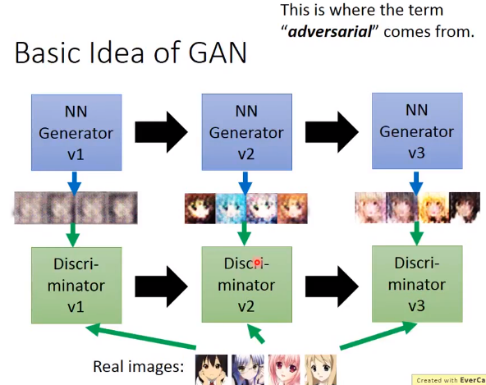 This is where the term
“adversarial” comes from.
Basic Idea of GAN
NN
Generator
v1
NN
Generator
v2
NN
Generator
v3
Discri-
minator
v1
Discri-
minator
v2
Discri-
minator
v3
Real images:
Created with EverCa